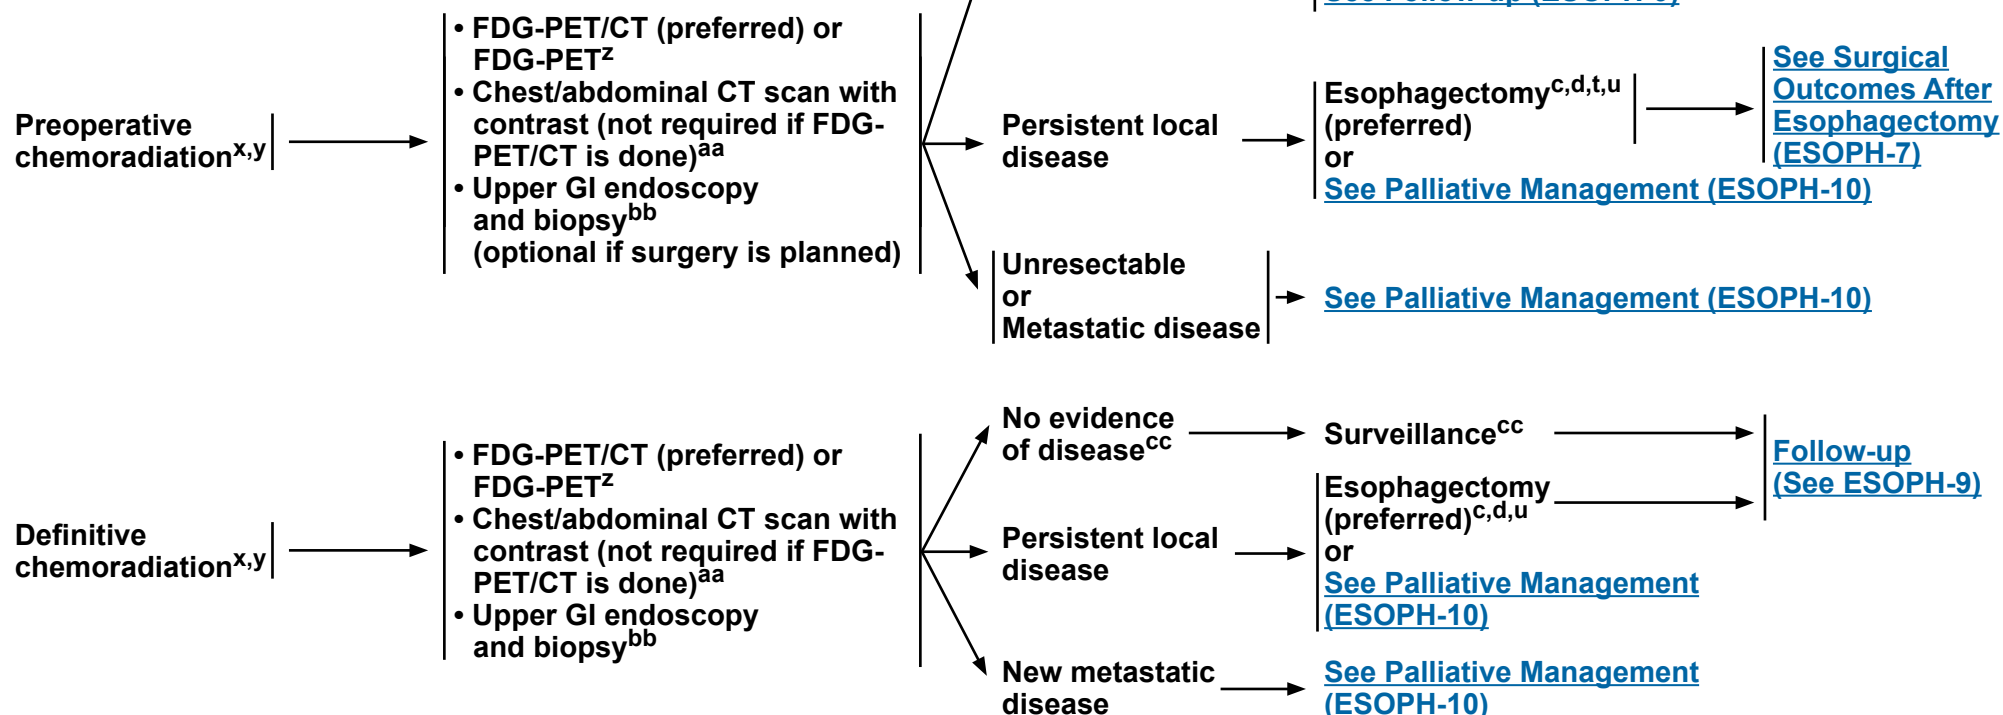 See Follow-up (ESOPH-9)
• FDG-PET/CT (preferred) or
FDG-PETz
• Chest/abdominal CT scan with
contrast (not required if FDG-
PET/CT is done)aa
• Upper GI endoscopy
and biopsybb
(optional if surgery is planned)
Preoperative
chemoradiationx,y
Persistent local
disease
Esophagectomyc,d,t,u
(preferred)
or
See Palliative Management (ESOPH-10)
See Surgical
Outcomes After
Esophagectomy
(ESOPH-7)
Unresectable
or
Metastatic disease
See Palliative Management (ESOPH-10)
Definitive
chemoradiationx,y
• FDG-PET/CT (preferred) or
FDG-PETz
• Chest/abdominal CT scan with
contrast (not required if FDG-
PET/CT is done)aa
• Upper GI endoscopy
and biopsybb
No evidence
of diseasecc
Surveillancecc
Follow-up
(See ESOPH-9)
Persistent local
disease
Esophagectomy
(preferred)c,d,u
or
See Palliative Management
(ESOPH-10)
New metastatic
disease
See Palliative Management
(ESOPH-10)